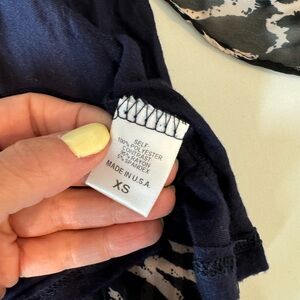 SELF:
100% POLYESTER
CONTRAST:
95% RAYON
5% SPANDEX
MADE IN U.S.A.
XS